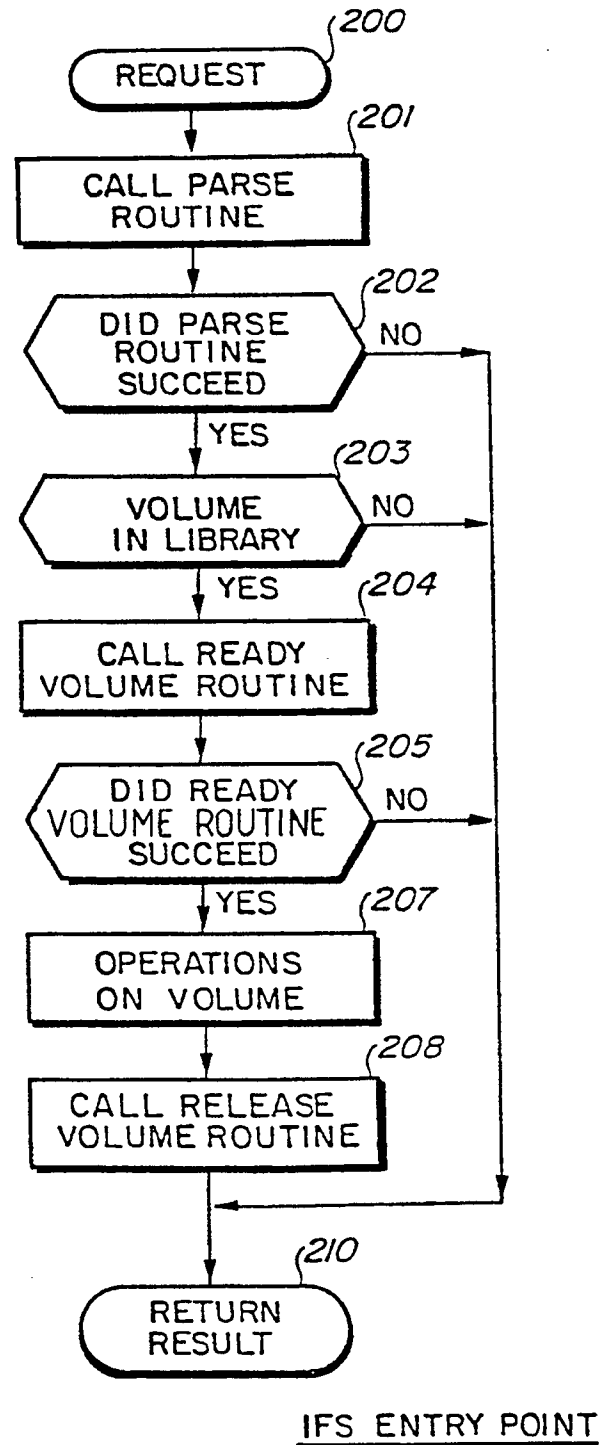 200
REQUEST
201
CALL PARSE
ROUTINE
202
DID PARSE
ROUTINE
SUCCEED
NO
YES
203
VOLUME
IN LIBRARY
NO
YES
204
CALL READY
VOLUME ROUTINE
205
DID READY
VOLUME ROUTINE
SUCCEED
NO
YES
207
OPERATIONS
ON VOLUME
208
CALL RELEASE
VOLUME ROUTINE
210
RETURN
RESULT
IFS ENTRY POINT